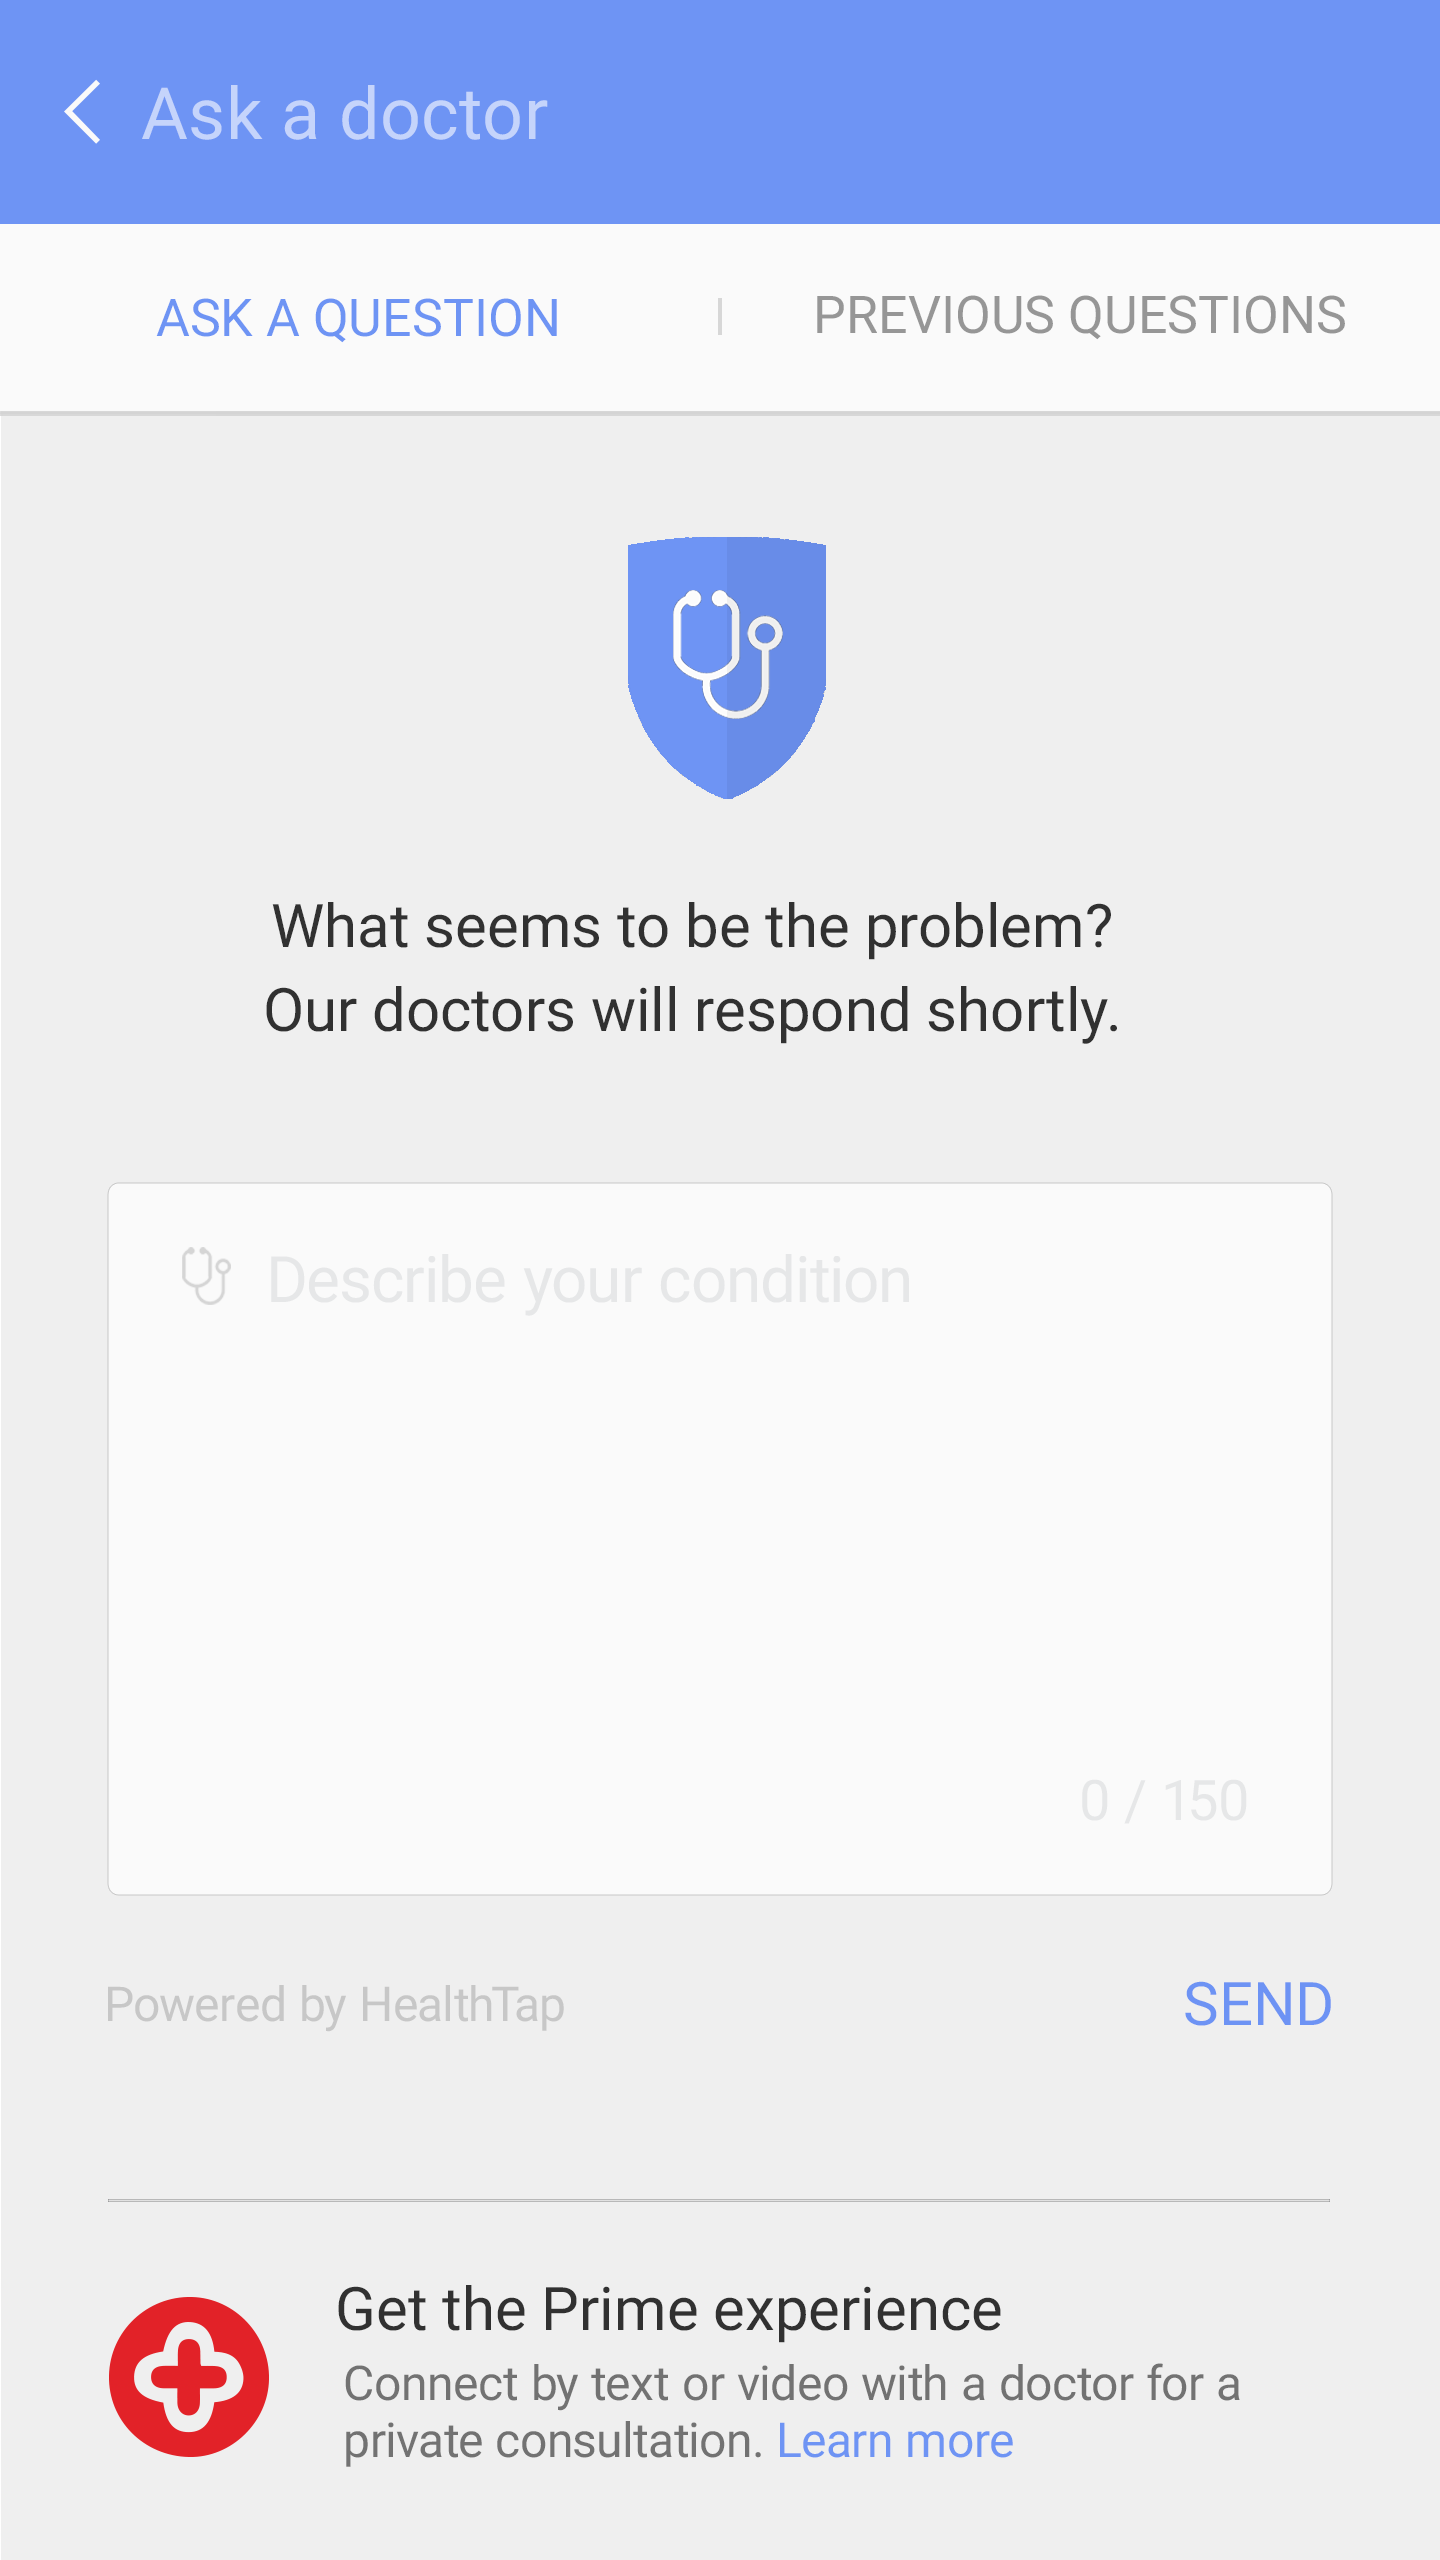 Ask a doctor
ASK A QUESTION
PREVIOUS QUESTIONS
What seems to be the problem?
Our doctors will respond shortly.
Describe your condition
0 / 150
Powered by HealthTap
SEND
Get the Prime experience
Connect by text or video with a doctor for a
private consultation. Learn more